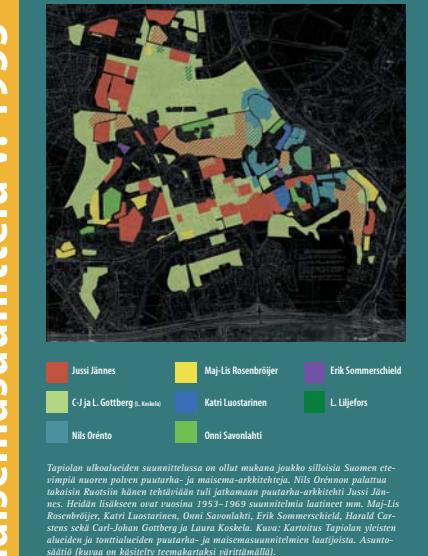 Jussi Jännes
Maj-Lis Rosenbröijer
Erik Sommerschield
C-J ja L. Gottberg (L. Koskela)
Katri Luostarinen
L. Liljefors
Nils Orénto
Onni Savonlahti
Tapiolan ulkoalueiden suunnittelussa on ollut mukana joukko silloisia Suomen ete-
vimpiä nuoren polven puutarha- ja maisema-arkkitehteja. Nils Orénnon palattua
takaisin Ruotsiin hänen tehtäviään tuli jatkamaan puutarha-arkkitehti Jussi Jän-
nes. Heidän lisäkseen ovat vuosina 1953–1969 suunnitelmia laatineet mm. Maj-Lis
Rosenbröijer, Katri Luostarinen, Onni Savonlahti, Erik Sommerschield, Harald Car-
stens sekä Carl-Johan Gottberg ja Laura Koskela. Kuva: Kartoitus Tapiolan yleisten
alueiden ja tonttialueiden puutarha- ja maisemasuunnitelmien laatijoista. Asunto-
säätiö (kuvaa on käsitelty teemakartaksi värittämällä).